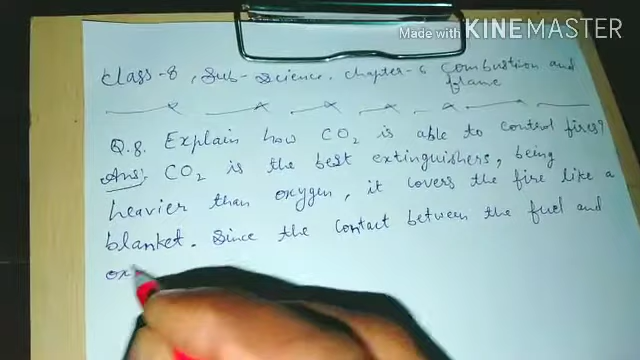 Made with KINEMASTER
Class-8, Sub-Science, Chapter-6 Combustion and
flame
Q.8. Explain how CO2 is able to control fires?
Ans: CO2 is the best extinguishers, being
heavier than oxygen, it covers the fire like a
blanket. Since the contact between the fuel and
ox